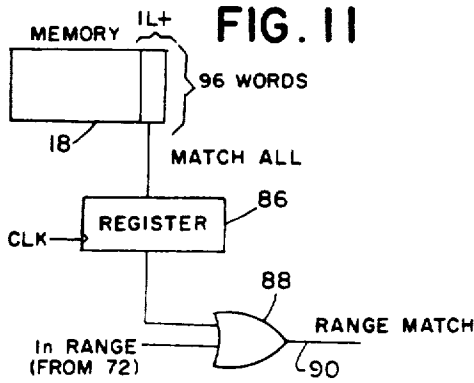 FIG. 11
1L+
MEMORY
96 WORDS
18
MATCH ALL
REGISTER
86
CLK
88
RANGE MATCH
In RANGE
(FROM 72)
90